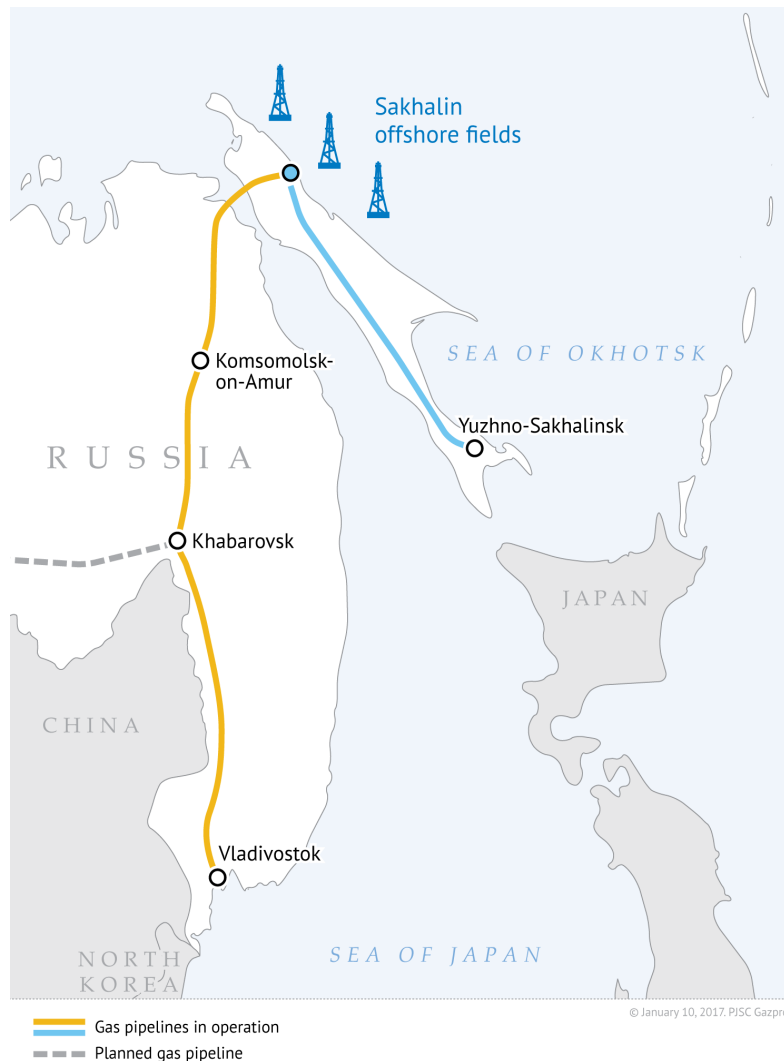 Sakhalin
offshore fields
SEA OF OKHOTSK
Komsomolsk-
on-Amur
Yuzhno-Sakhalinsk
RUSSIA
Khabarovsk
JAPAN
CHINA
Vladivostok
NORTH
KOREA
SEA OF JAPAN
© January 10, 2017. PJSC Gazpr
Gas pipelines in operation
Planned gas pipeline